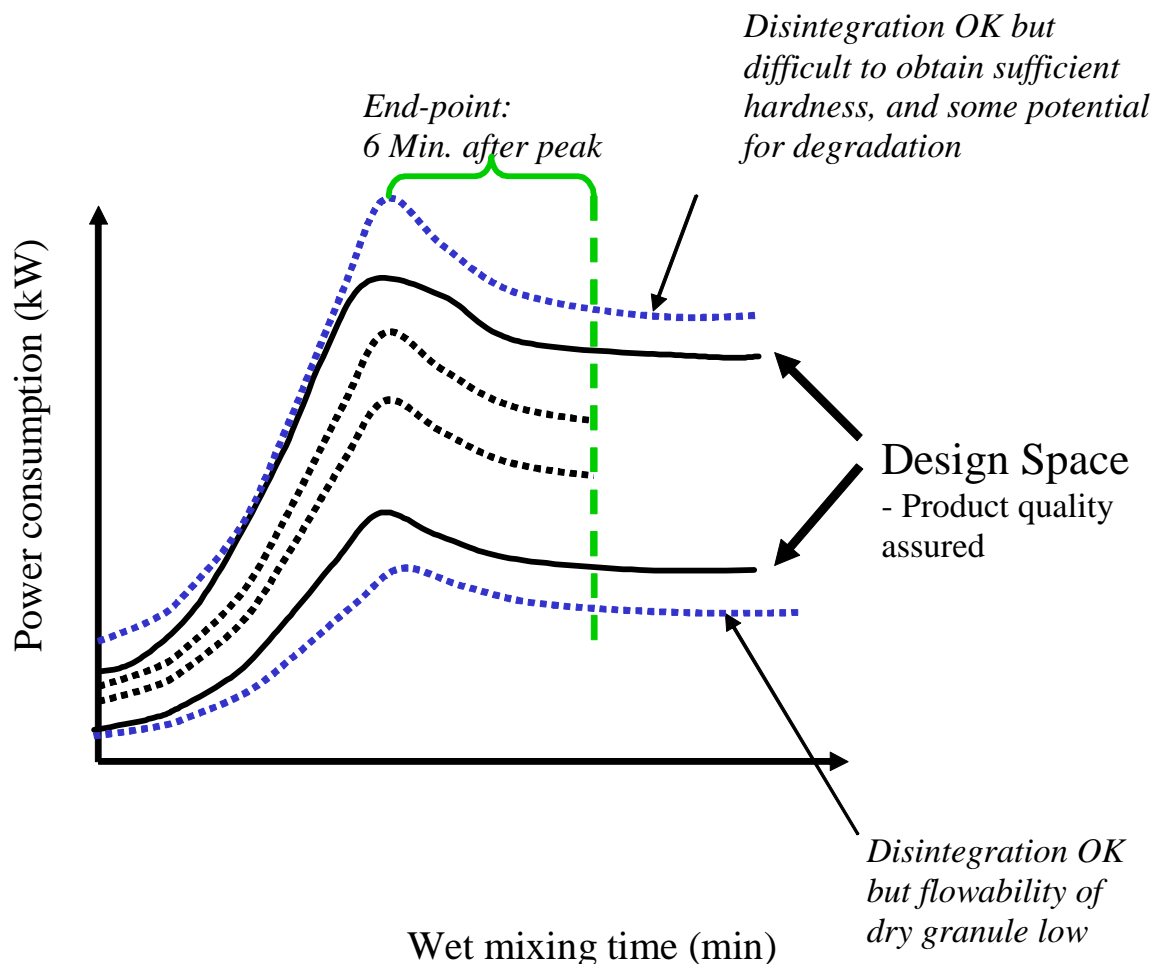 Disintegration OK but
difficult to obtain sufficient
hardness, and some potential
for degradation
End-point:
6 Min. after peak
Power consumption (kW)
Design Space
- Product quality
assured
Disintegration OK
but flowability of
dry granule low
Wet mixing time (min)